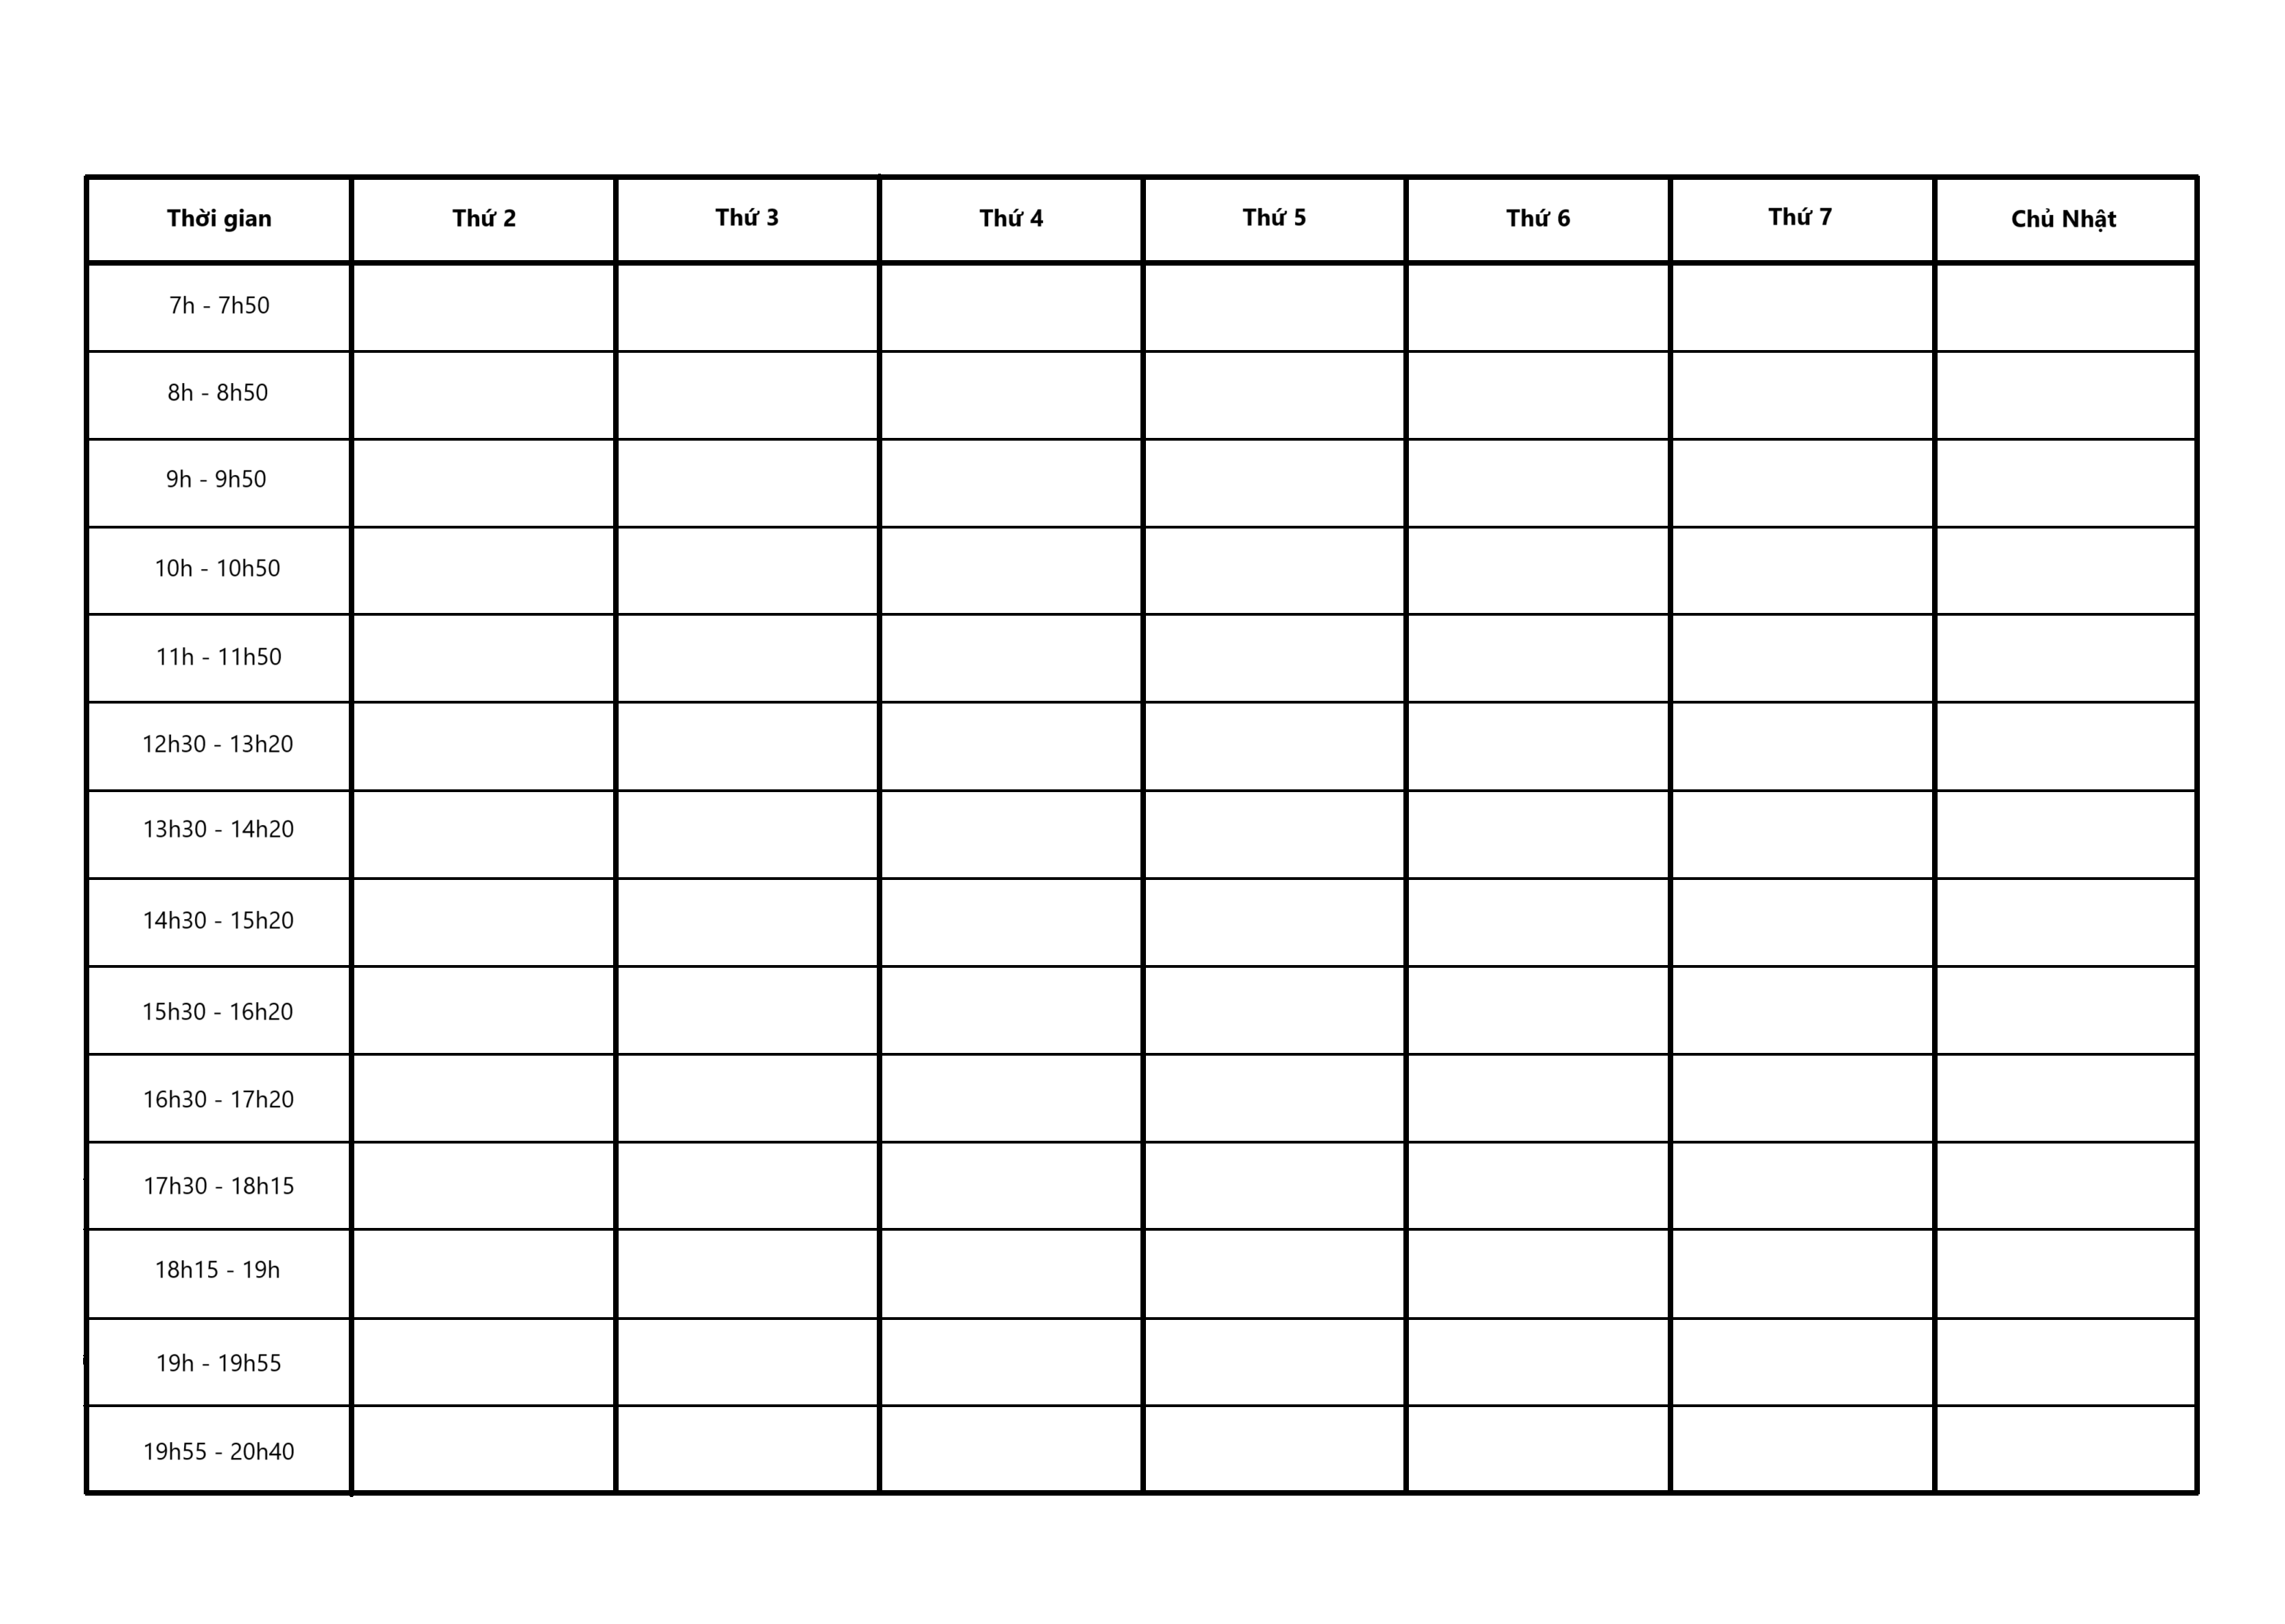 Thời gian Thứ 2 Thứ 3 Thứ 4 Thứ 5 Thứ 6 Thứ 7 Chủ Nhật
7h - 7h50
8h - 8h50
9h - 9h50
10h - 10h50
11h - 11h50
12h30 - 13h20
13h30 - 14h20
14h30 - 15h20
15h30 - 16h20
16h30 - 17h20
17h30 - 18h15
18h15 - 19h
19h - 19h55
19h55 - 20h40